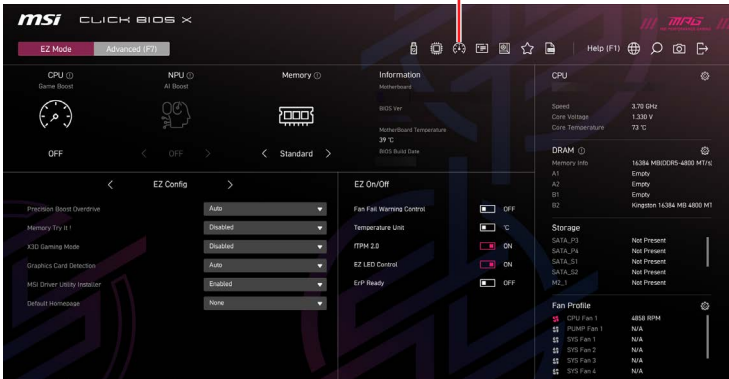 msi CLICK BIOS X
MPG
EZ Mode
Advanced (F7)
Help (F1)
CPU
Game Boost
OFF
NPU
AI Boost
OFF
Memory
Standard
Information
Motherboard
BIOS Ver
MotherBoard Temperature
39 °C
BIOS Build Date
EZ Config
Precision Boost Overdrive Auto
Memory Try It ! Disabled
X3D Gaming Mode Disabled
Graphics Card Detection Auto
MSI Driver Utility Installer Enabled
Default Homepage None
EZ On/Off
Fan Fail Warning Control OFF
Temperature Unit °C
fTPM 2.0 ON
EZ LED Control ON
ErP Ready OFF
CPU
Speed 3.70 GHz
Core Voltage 1.330 V
Core Temperature 73 °C
DRAM
Memory Info 16384 MB(DDR5-4800 MT/s(
A1 Empty
A2 Empty
B1 Empty
B2 Kingston 16384 MB 4800 MT
Storage
SATA_P3 Not Present
SATA_P4 Not Present
SATA_S1 Not Present
SATA_S2 Not Present
M2_1 Not Present
Fan Profile
CPU Fan 1 4858 RPM
PUMP Fan 1 N/A
SYS Fan 1 N/A
SYS Fan 2 N/A
SYS Fan 3 N/A
SYS Fan 4 N/A